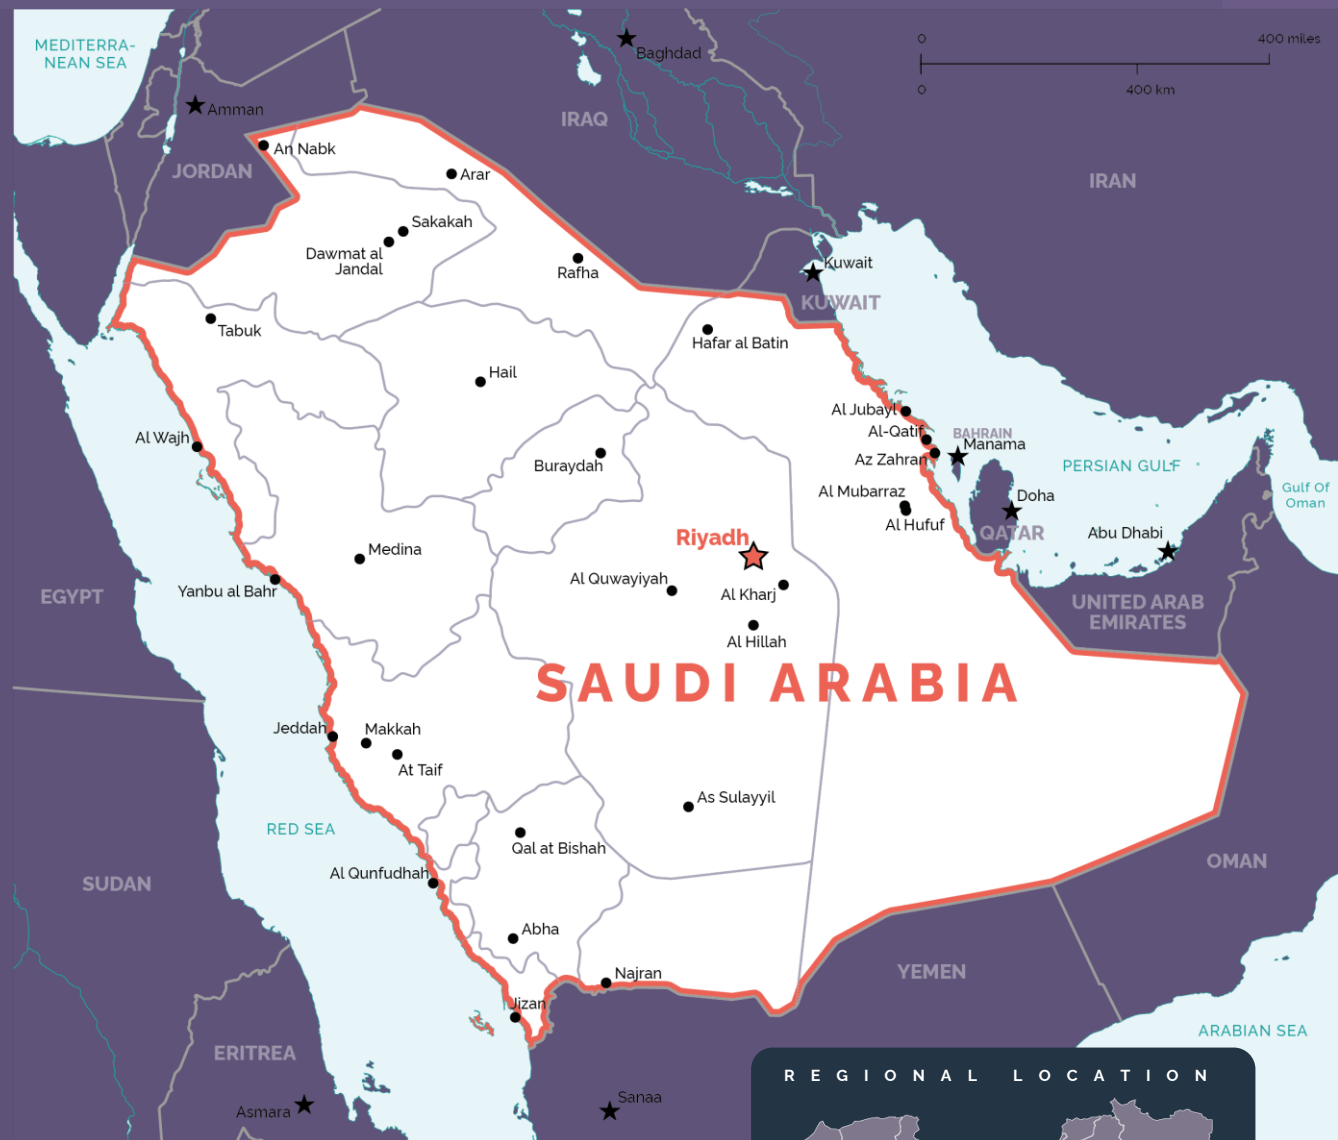 MEDITERRA-
NEAN SEA
Baghdad
0
400 miles
0
400 km
Amman
IRAQ
An Nabk
JORDAN
Arar
IRAN
Sakakah
Dawmat al
Jandal
Rafha
Kuwait
KUWAIT
Tabuk
Hafar al Batin
Hail
Al Jubayl
Al-Qatif
BAHRAIN
Manama
Al Wajh
Az Zahran
Buraydah
PERSIAN GULF
Gulf Of
Oman
Al Mubarraz
Doha
Al Hufuf
QATAR
Abu Dhabi
Riyadh
Medina
Al Quwayiyah
Al Kharj
Yanbu al Bahr
EGYPT
UNITED ARAB
EMIRATES
Al Hillah
SAUDI ARABIA
Jeddah
Makkah
At Taif
As Sulayyil
RED SEA
Qal at Bishah
OMAN
Al Qunfudhah
SUDAN
Abha
Najran
YEMEN
Jizan
ARABIAN SEA
ERITREA
REGIONAL LOCATION
Sanaa
Asmara